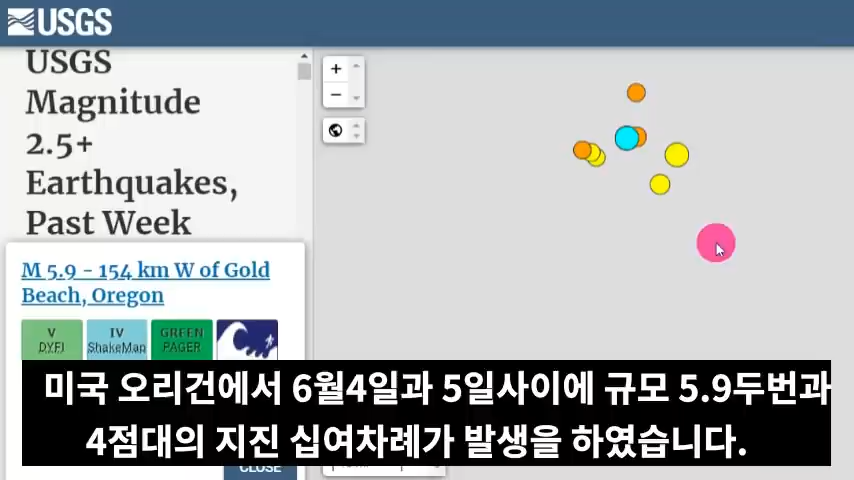 USGS
USGS
Magnitude
2.5+
Earthquakes,
Past Week
+
−
M 5.9 - 154 km W of Gold
Beach, Oregon
V
DYFI
IV
ShakeMap
GREEN
PAGER
미국 오리건에서 6월4일과 5일사이에 규모 5.9두번과
4점대의 지진 십여차례가 발생을 하였습니다.
CLOSE